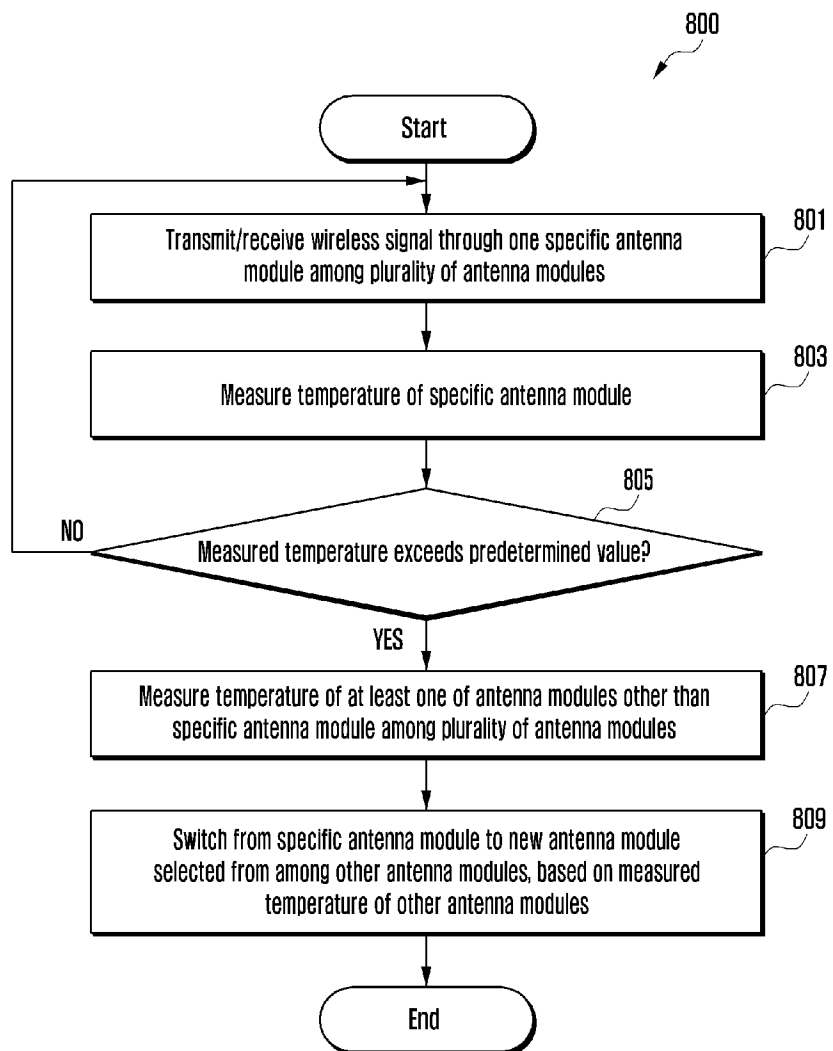 800
Start
801
Transmit/receive wireless signal through one specific antenna
module among plurality of antenna modules
803
Measure temperature of specific antenna module
805
NO
Measured temperature exceeds predetermined value?
YES
807
Measure temperature of at least one of antenna modules other than
specific antenna module among plurality of antenna modules
809
Switch from specific antenna module to new antenna module
selected from among other antenna modules, based on measured
temperature of other antenna modules
End